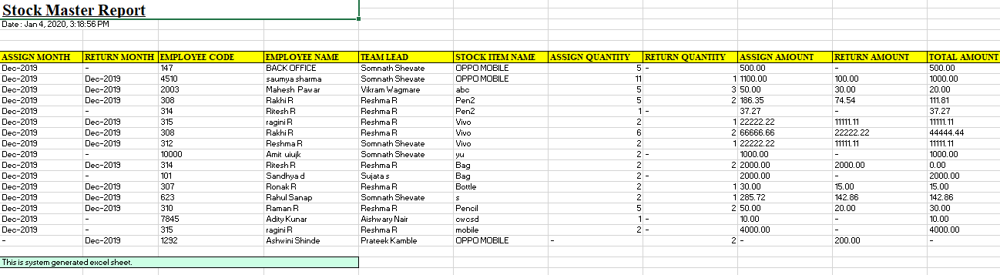 Stock Master Report
Date : Jan 4, 2020, 3:18:56 PM
ASSIGN MONTH RETURN MONTH EMPLOYEE CODE EMPLOYEE NAME TEAM LEAD STOCK ITEM NAME ASSIGN QUANTITY RETURN QUANTITY ASSIGN AMOUNT RETURN AMOUNT TOTAL AMOUNT
Dec-2019 - 147 BACK OFFICE Somnath Shevate OPPO MOBILE 5 - 500.00 - 500.00
Dec-2019 Dec-2019 4510 saumya sharma Somnath Shevate OPPO MOBILE 11 1 1100.00 100.00 1000.00
Dec-2019 Dec-2019 2003 Mahesh Pawar Vikram Wagmare abc 5 3 50.00 30.00 20.00
Dec-2019 Dec-2019 308 Rakhi R Reshma R Pen2 5 2 186.35 74.54 111.81
Dec-2019 - 314 Ritesh R Reshma R Pen2 1 - 37.27 - 37.27
Dec-2019 Dec-2019 315 ragini R Reshma R Vivo 2 1 22222.22 11111.11 11111.11
Dec-2019 Dec-2019 308 Rakhi R Reshma R Vivo 6 2 66666.66 22222.22 44444.44
Dec-2019 Dec-2019 312 Reshma R Somnath Shevate Vivo 2 1 22222.22 11111.11 11111.11
Dec-2019 - 10000 Amit uiujk Somnath Shevate yu 2 - 1000.00 - 1000.00
Dec-2019 Dec-2019 314 Ritesh R Reshma R Bag 2 2 2000.00 2000.00 0.00
Dec-2019 - 101 Sandhya d Sujata s Bag 2 - 2000.00 - 2000.00
Dec-2019 Dec-2019 307 Ronak R Reshma R Bottle 2 1 30.00 15.00 15.00
Dec-2019 Dec-2019 623 Rahul Sanap Somnath Shevate s 2 1 285.72 142.86 142.86
Dec-2019 Dec-2019 310 Raman R Reshma R Pencil 5 2 50.00 20.00 30.00
Dec-2019 - 7845 Adity Kunar Aishwary Nair cwcsd 1 - 10.00 - 10.00
Dec-2019 - 315 ragini R Reshma R mobile 2 - 4000.00 - 4000.00
- Dec-2019 1292 Ashwini Shinde Prateek Kamble OPPO MOBILE - 2 - 200.00 -
This is system generated excel sheet.